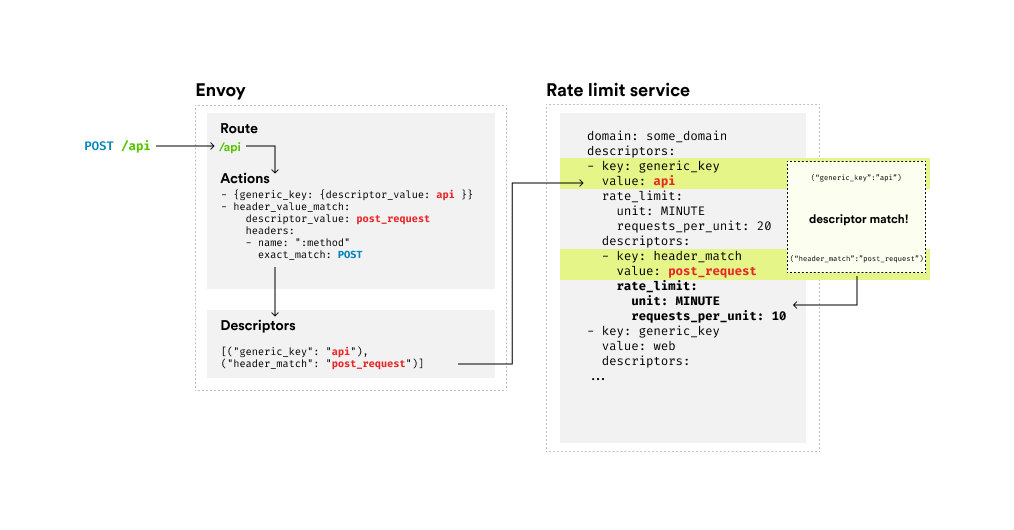 Envoy
POST /api
Route
/api
Actions
- {generic_key: {descriptor_value: api }}
- header_value_match:
descriptor_value: post_request
headers:
- name: ":method"
exact_match: POST
Descriptors
[("generic_key": "api"),
("header_match": "post_request")]
Rate limit service
domain: some_domain
descriptors:
- key: generic_key
value: api
rate_limit:
unit: MINUTE
requests_per_unit: 20
descriptors:
- key: header_match
value: post_request
rate_limit:
unit: MINUTE
requests_per_unit: 10
- key: generic_key
value: web
descriptors:
...
("generic_key":"api")
descriptor match!
("header_match":"post_request")